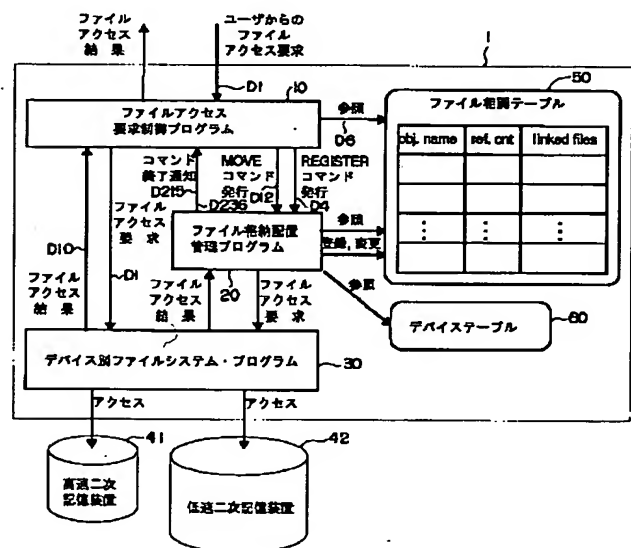 ファイル
アクセス
結果
ユーザからの
ファイル
アクセス要求
D1
1
10
ファイルアクセス
要求制御プログラム
参照
D6
50
ファイル相関テーブル
obj. name
ref. cnt
linked files
⋮
⋮
⋮
コマンド
終了通知
D215
D236
MOVE
コマンド
発行
D12
REGISTER
コマンド
発行
D4
ファイル
アクセス
要求
D10
D1
ファイル
アクセス
結果
ファイル格納配置
管理プログラム
20
参照
登録,変更
参照
デバイステーブル
60
ファイル
アクセス
結果
ファイル
アクセス
要求
デバイス別ファイルシステム・プログラム
30
アクセス
アクセス
41
高速二次
記憶装置
42
低速二次
記憶装置